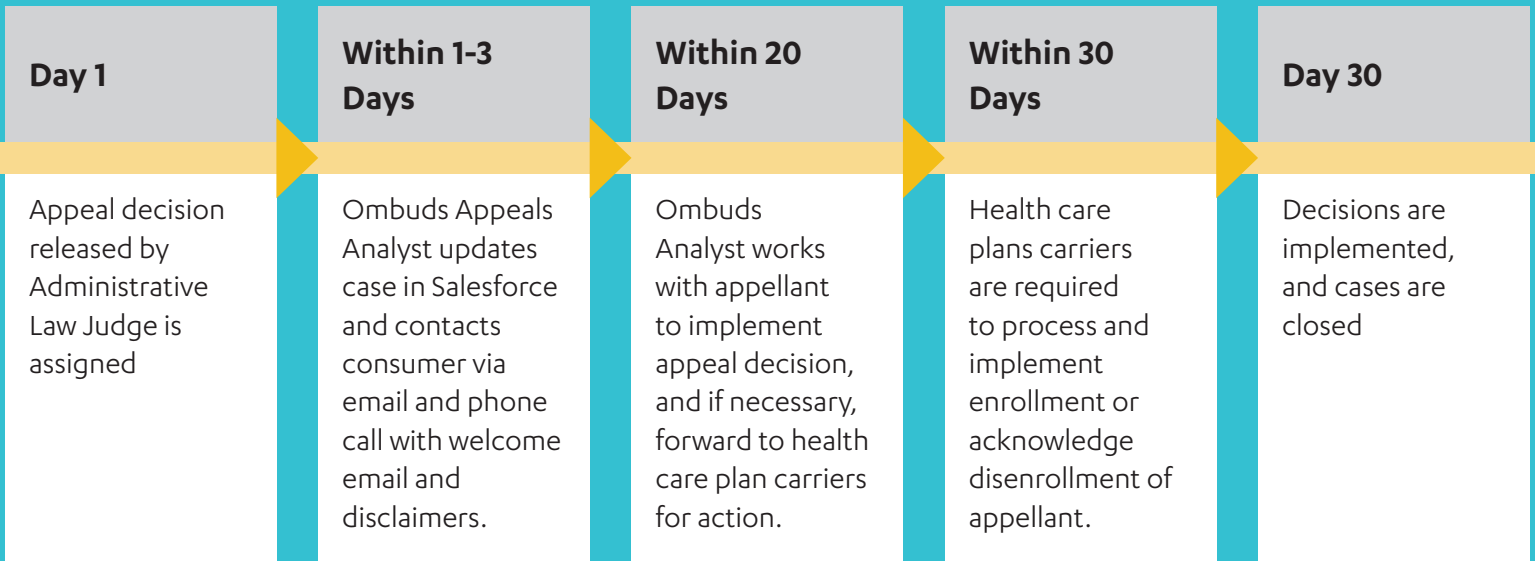 Day 1
Appeal decision
released by
Administrative
Law Judge is
assigned
Within 1-3
Days
Ombuds Appeals
Analyst updates
case in Salesforce
and contacts
consumer via
email and phone
call with welcome
email and
disclaimers.
Within 20
Days
Ombuds
Analyst works
with appellant
to implement
appeal decision,
and if necessary,
forward to health
care plan carriers
for action.
Within 30
Days
Health care
plans carriers
are required
to process and
implement
enrollment or
acknowledge
disenrollment of
appellant.
Day 30
Decisions are
implemented,
and cases are
closed